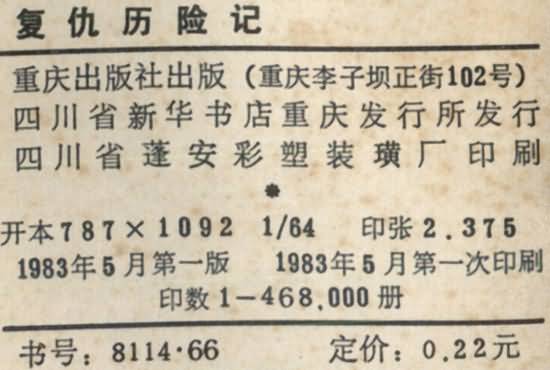 复仇历险记
重庆出版社出版（重庆李子坝正街102号）
四川省新华书店重庆发行所发行
四川省蓬安彩塑装璜厂印刷
开本787×1092 1/64 印张2.375
1983年5月第一版 1983年5月第一次印刷
印数1－468,000册
书号：8114·66 定价：0.22元